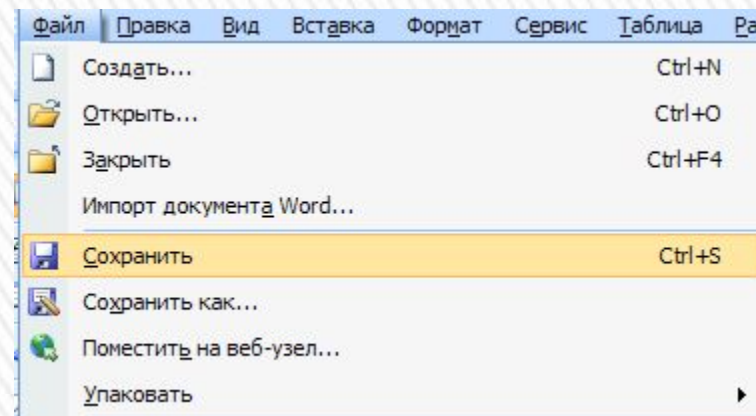 Файл Правка Вид Вставка Формат Сервис Таблица
Создать... Ctrl+N
Открыть... Ctrl+O
Закрыть Ctrl+F4
Импорт документа Word...
Сохранить Ctrl+S
Сохранить как...
Поместить на веб-узел...
Упаковать